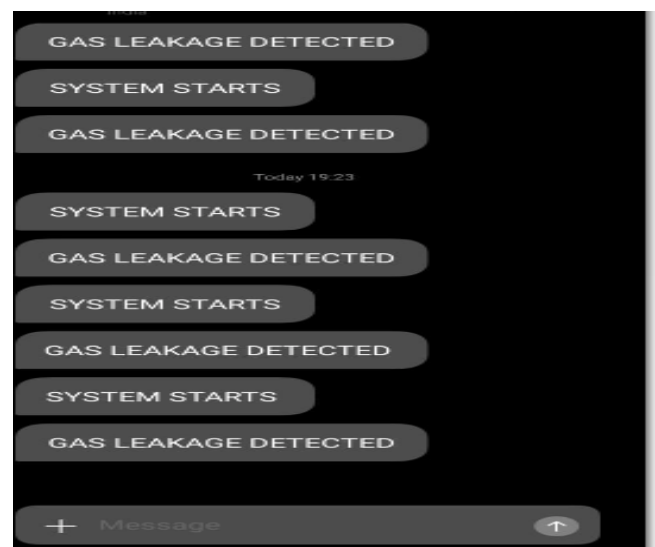 India
GAS LEAKAGE DETECTED
SYSTEM STARTS
GAS LEAKAGE DETECTED
Today 19:23
SYSTEM STARTS
GAS LEAKAGE DETECTED
SYSTEM STARTS
GAS LEAKAGE DETECTED
SYSTEM STARTS
GAS LEAKAGE DETECTED
Message